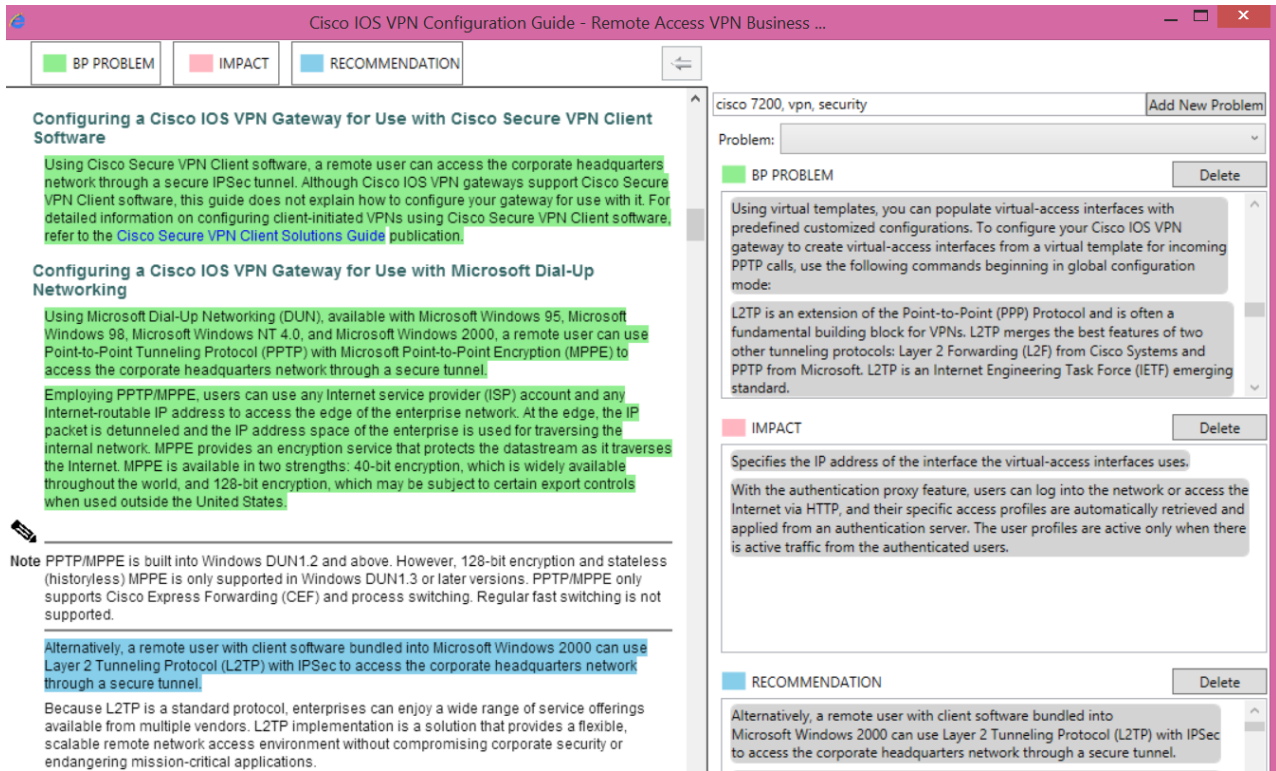 Cisco IOS VPN Configuration Guide - Remote Access VPN Business ...
BP PROBLEM
IMPACT
RECOMMENDATION
Configuring a Cisco IOS VPN Gateway for Use with Cisco Secure VPN Client
Software
Using Cisco Secure VPN Client software, a remote user can access the corporate headquarters
network through a secure IPSec tunnel. Although Cisco IOS VPN gateways support Cisco Secure
VPN Client software, this guide does not explain how to configure your gateway for use with it. For
detailed information on configuring client-initiated VPNs using Cisco Secure VPN Client software,
refer to the Cisco Secure VPN Client Solutions Guide publication.
Configuring a Cisco IOS VPN Gateway for Use with Microsoft Dial-Up
Networking
Using Microsoft Dial-Up Networking (DUN), available with Microsoft Windows 95, Microsoft
Windows 98, Microsoft Windows NT 4.0, and Microsoft Windows 2000, a remote user can use
Point-to-Point Tunneling Protocol (PPTP) with Microsoft Point-to-Point Encryption (MPPE) to
access the corporate headquarters network through a secure tunnel.
Employing PPTP/MPPE, users can use any Internet service provider (ISP) account and any
Internet-routable IP address to access the edge of the enterprise network. At the edge, the IP
packet is detunneled and the IP address space of the enterprise is used for traversing the
internal network. MPPE provides an encryption service that protects the datastream as it traverses
the Internet. MPPE is available in two strengths: 40-bit encryption, which is widely available
throughout the world, and 128-bit encryption, which may be subject to certain export controls
when used outside the United States.
Note PPTP/MPPE is built into Windows DUN1.2 and above. However, 128-bit encryption and stateless
(historyless) MPPE is only supported in Windows DUN1.3 or later versions. PPTP/MPPE only
supports Cisco Express Forwarding (CEF) and process switching. Regular fast switching is not
supported.
Alternatively, a remote user with client software bundled into Microsoft Windows 2000 can use
Layer 2 Tunneling Protocol (L2TP) with IPSec to access the corporate headquarters network
through a secure tunnel.
Because L2TP is a standard protocol, enterprises can enjoy a wide range of service offerings
available from multiple vendors. L2TP implementation is a solution that provides a flexible,
scalable remote network access environment without compromising corporate security or
endangering mission-critical applications.
cisco 7200, vpn, security
Add New Problem
Problem:
BP PROBLEM
Delete
Using virtual templates, you can populate virtual-access interfaces with
predefined customized configurations. To configure your Cisco IOS VPN
gateway to create virtual-access interfaces from a virtual template for incoming
PPTP calls, use the following commands beginning in global configuration
mode:
L2TP is an extension of the Point-to-Point (PPP) Protocol and is often a
fundamental building block for VPNs. L2TP merges the best features of two
other tunneling protocols: Layer 2 Forwarding (L2F) from Cisco Systems and
PPTP from Microsoft. L2TP is an Internet Engineering Task Force (IETF) emerging
standard.
IMPACT
Delete
Specifies the IP address of the interface the virtual-access interfaces uses.
With the authentication proxy feature, users can log into the network or access the
Internet via HTTP, and their specific access profiles are automatically retrieved and
applied from an authentication server. The user profiles are active only when there
is active traffic from the authenticated users.
RECOMMENDATION
Delete
Alternatively, a remote user with client software bundled into
Microsoft Windows 2000 can use Layer 2 Tunneling Protocol (L2TP) with IPSec
to access the corporate headquarters network through a secure tunnel.